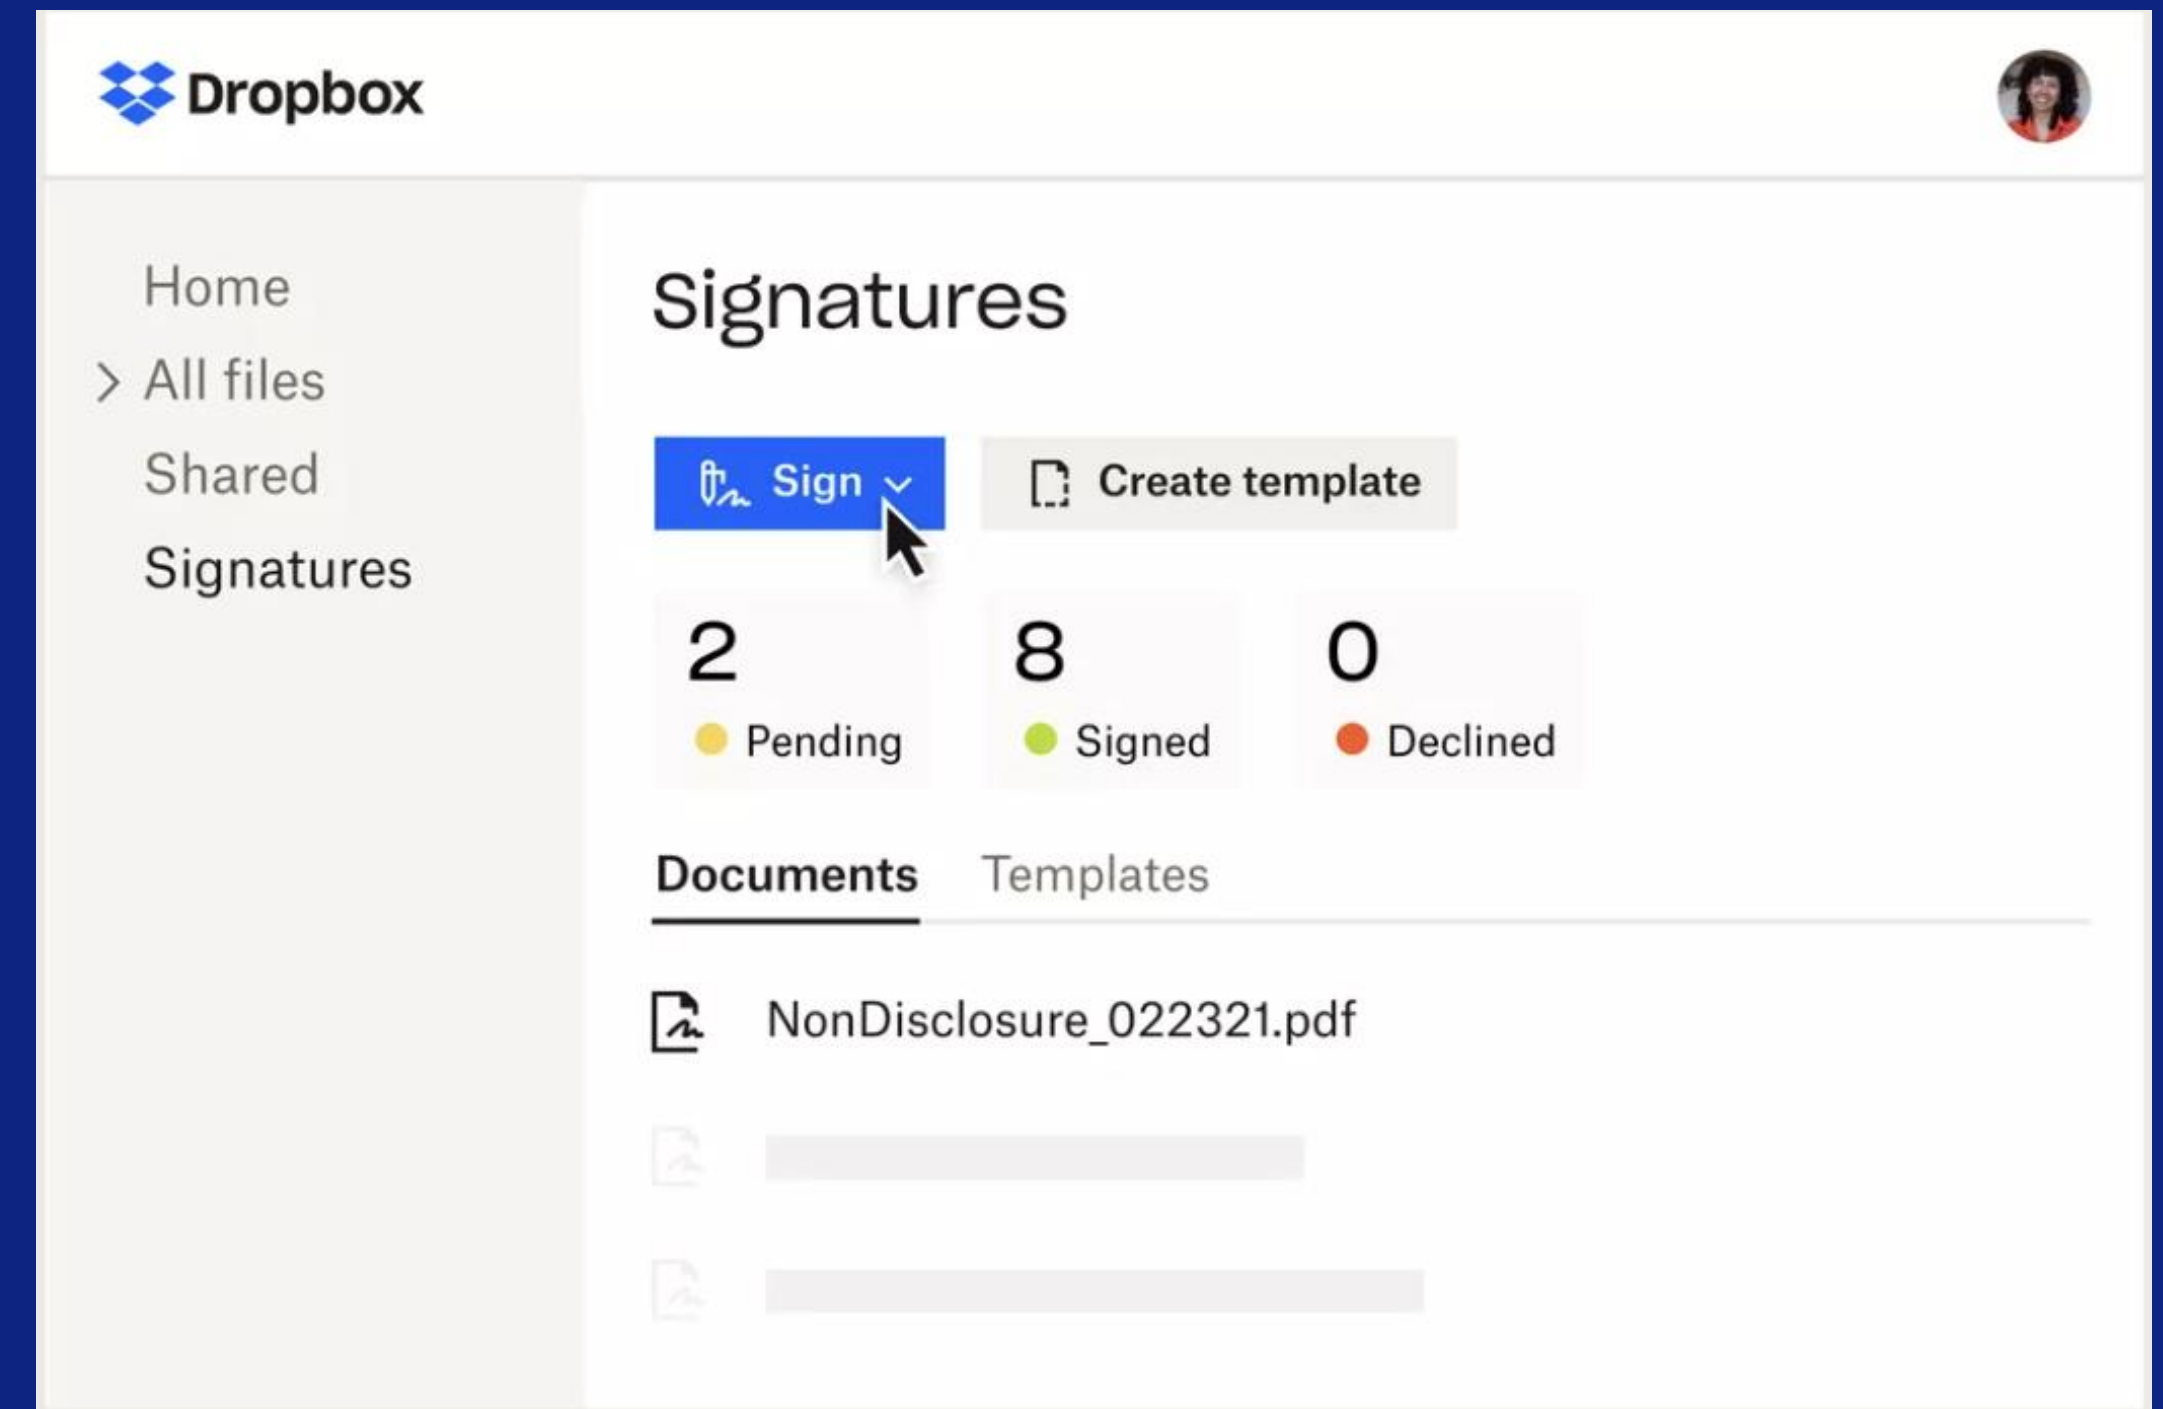 Dropbox
Home
All files
Shared
Signatures
Signatures
Sign
Create template
2
8
0
Pending
Signed
Declined
Documents
Templates
NonDisclosure_022321.pdf